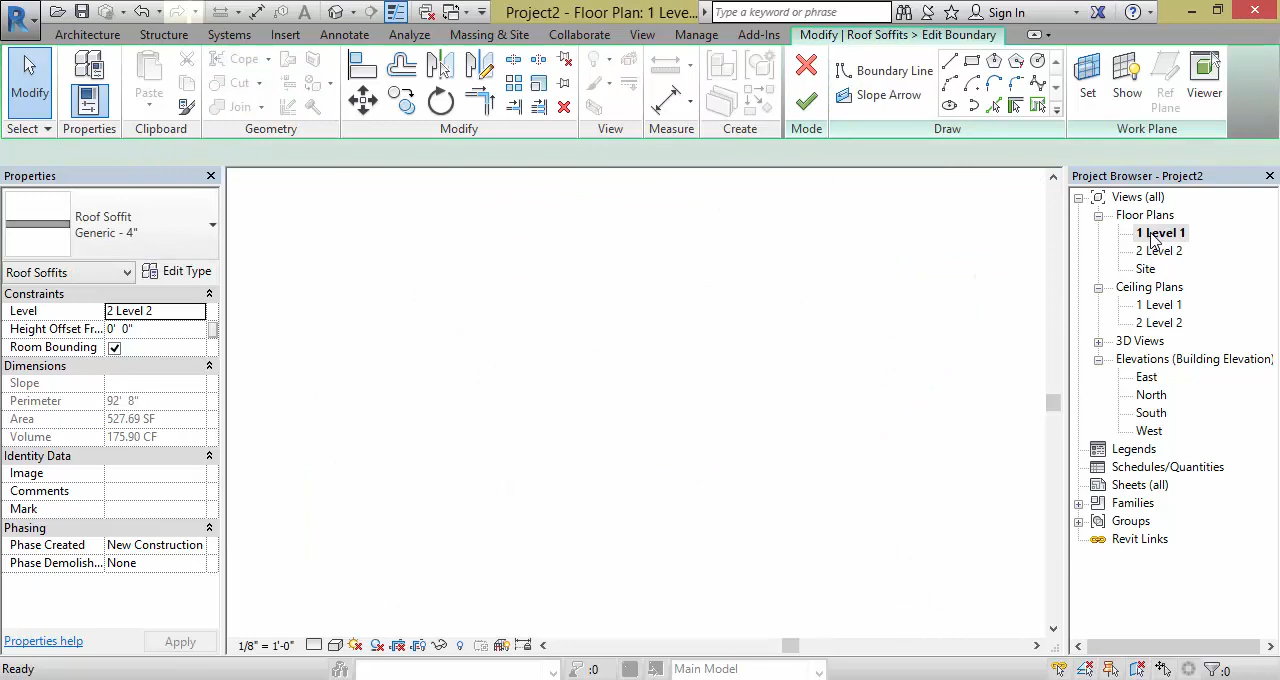 Project2 - Floor Plan: 1 Leve...
Type a keyword or phrase
Sign In
Architecture
Structure
Systems
Insert
Annotate
Analyze
Massing & Site
Collaborate
View
Manage
Add-Ins
Modify | Roof Soffits > Edit Boundary
Modify
Paste
Cope
Cut
Join
Boundary Line
Slope Arrow
Set
Show
Ref
Plane
Viewer
Select
Properties
Clipboard
Geometry
Modify
View
Measure
Create
Mode
Draw
Work Plane
Properties
Roof Soffit
Generic - 4"
Roof Soffits
Edit Type
Constraints
Level 2 Level 2
Height Offset Fr... 0' 0"
Room Bounding
Dimensions
Slope
Perimeter 92' 8"
Area 527.69 SF
Volume 175.90 CF
Identity Data
Image
Comments
Mark
Phasing
Phase Created New Construction
Phase Demolish... None
Properties help
Apply
1/8" = 1'-0"
Project Browser - Project2
Views (all)
Floor Plans
1 Level 1
2 Level 2
Site
Ceiling Plans
1 Level 1
2 Level 2
3D Views
Elevations (Building Elevation)
East
North
South
West
Legends
Schedules/Quantities
Sheets (all)
Families
Groups
Revit Links
Ready
:0
Main Model
:0